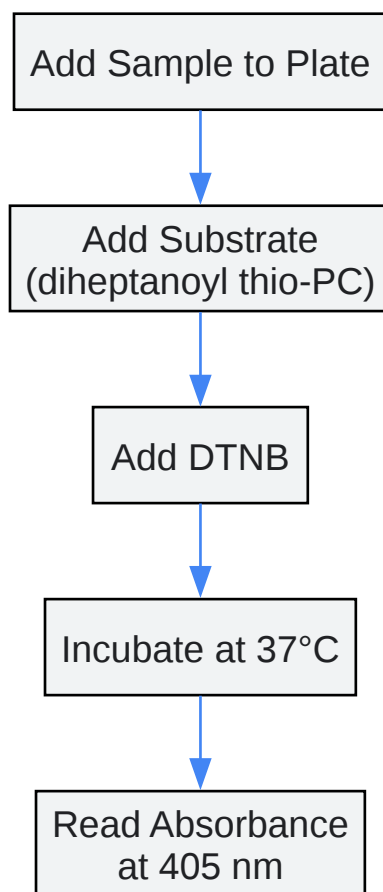 Add Sample to Plate
Add Substrate
(diheptanoyl thio-PC)
Add DTNB
Incubate at 37°C
Read Absorbance
at 405 nm